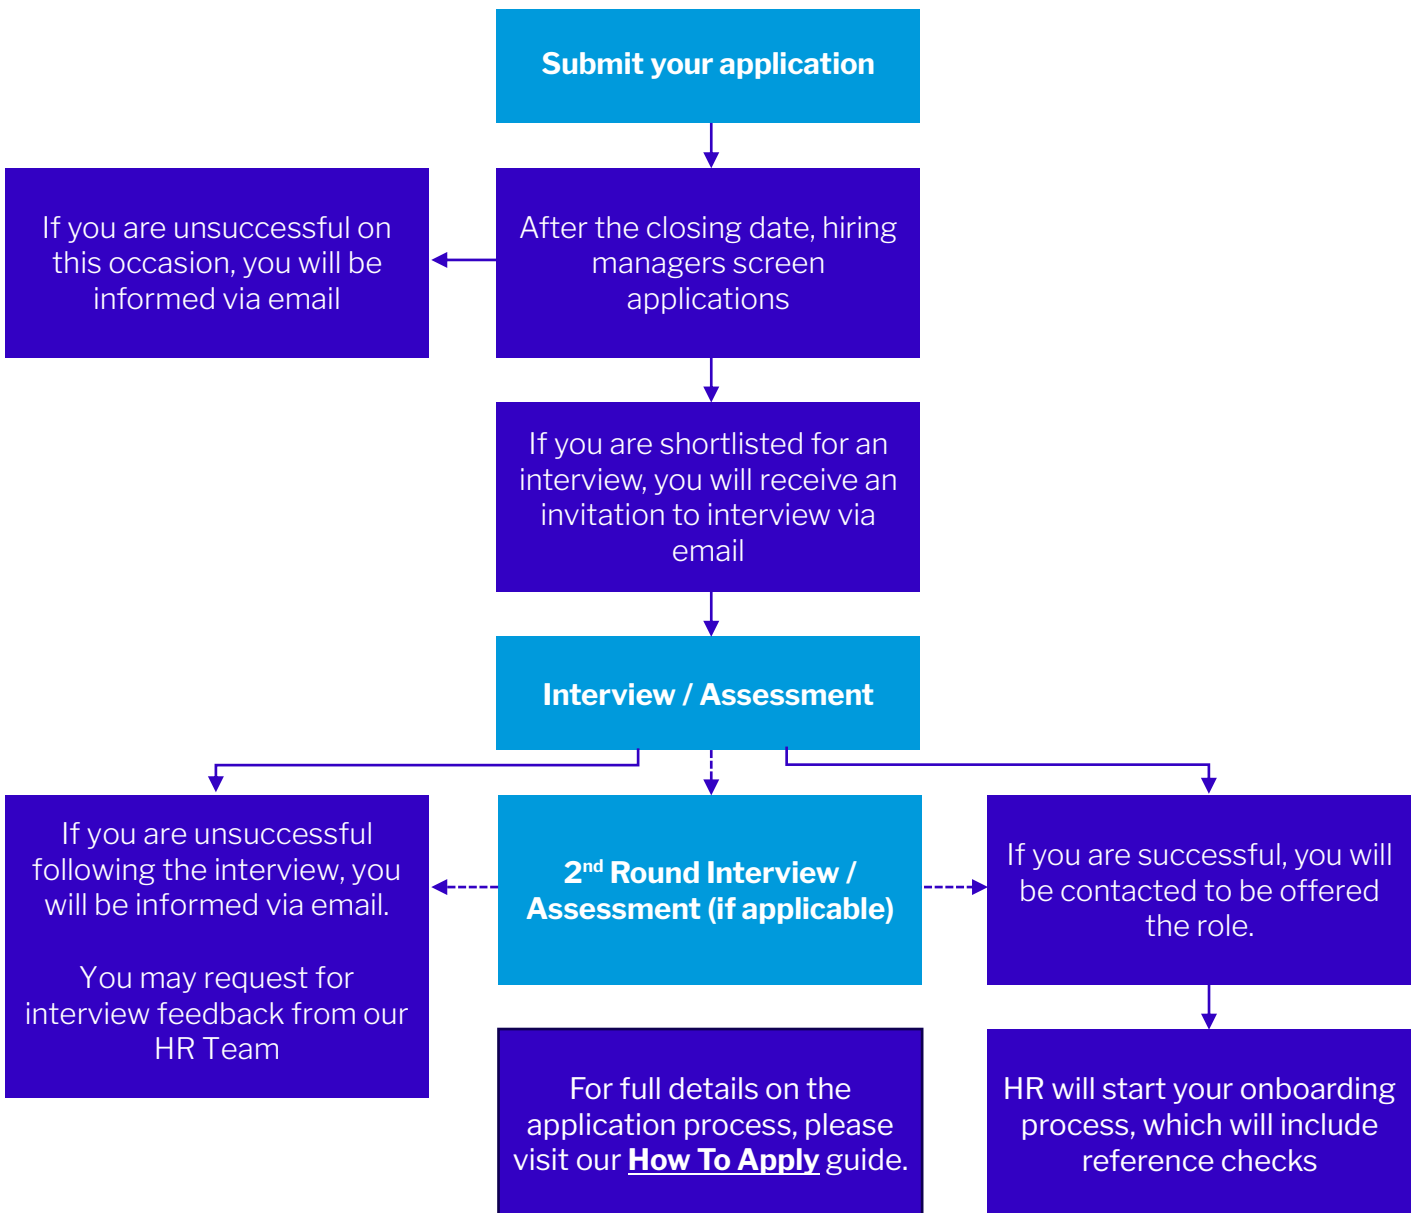 Submit your application
If you are unsuccessful on
this occasion, you will be
informed via email
After the closing date, hiring
managers screen
applications
If you are shortlisted for an
interview, you will receive an
invitation to interview via
email
Interview / Assessment
If you are unsuccessful
following the interview, you
will be informed via email.
You may request for
interview feedback from our
HR Team
2nd Round Interview /
Assessment (if applicable)
If you are successful, you will
be contacted to be offered
the role.
For full details on the
application process, please
visit our How To Apply guide.
HR will start your onboarding
process, which will include
reference checks